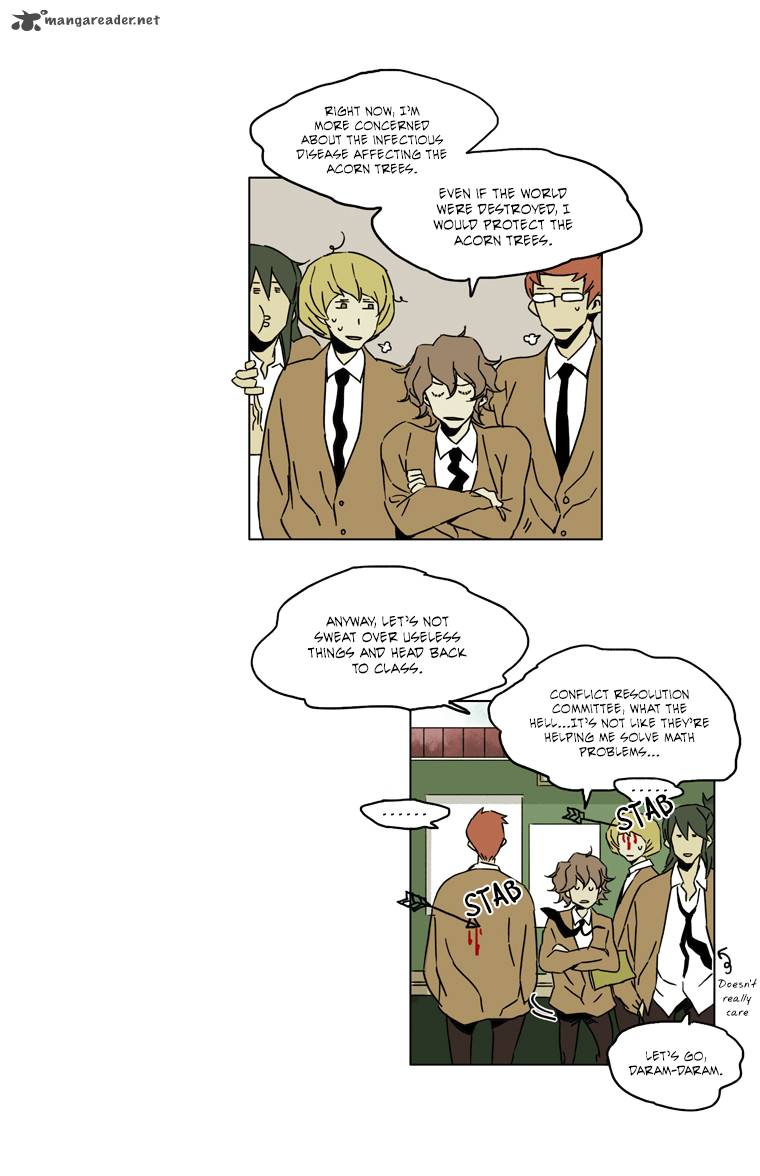 mangareader.net
RIGHT NOW, I'M
MORE CONCERNED
ABOUT THE INFECTIOUS
DISEASE AFFECTING THE
ACORN TREES.
EVEN IF THE WORLD
WERE DESTROYED, I
WOULD PROTECT THE
ACORN TREES.
ANYWAY, LET'S NOT
SWEAT OVER USELESS
THINGS AND HEAD BACK
TO CLASS.
CONFLICT RESOLUTION
COMMITTEE, WHAT THE
HELL...IT'S NOT LIKE THEY'RE
HELPING ME SOLVE MATH
PROBLEMS...
......
STAB
......
STAB
Doesn't
really
care
LET'S GO,
DARAM-DARAM.